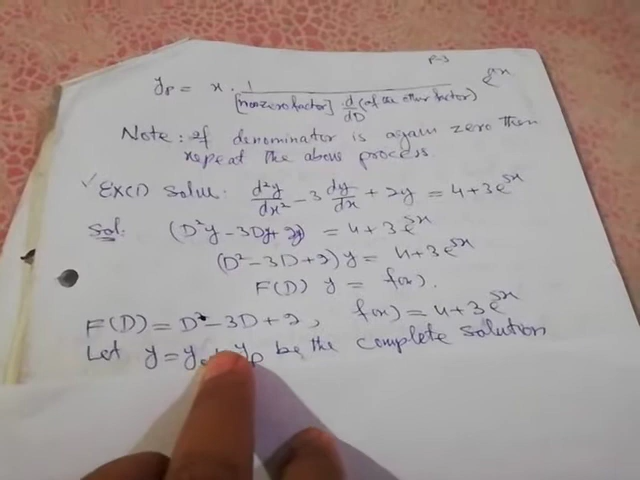 P-3
yp = x · 1 / [nonzero factor] · d/dD (of the other factor) e^ax
Note: If denominator is again zero then
repeat the above process.
✓ EX(1) Solve: d²y/dx² - 3 dy/dx + 2y = 4 + 3e^5x
Sol: (D²y - 3Dy + 2y) = 4 + 3e^5x
(D² - 3D + 2) y = 4 + 3e^5x
F(D) y = f(x).
F(D) = D² - 3D + 2, f(x) = 4 + 3e^5x
Let y = yc + yp be the complete solution